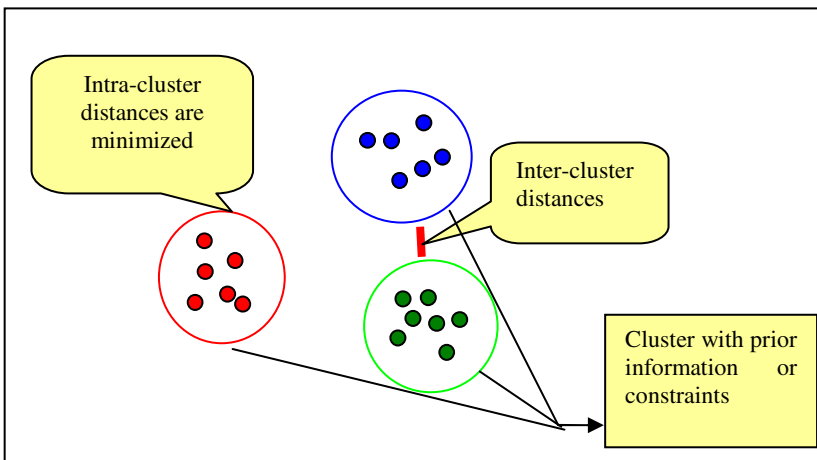 Intra-cluster
distances are
minimized
Inter-cluster
distances
Cluster with prior
information or
constraints